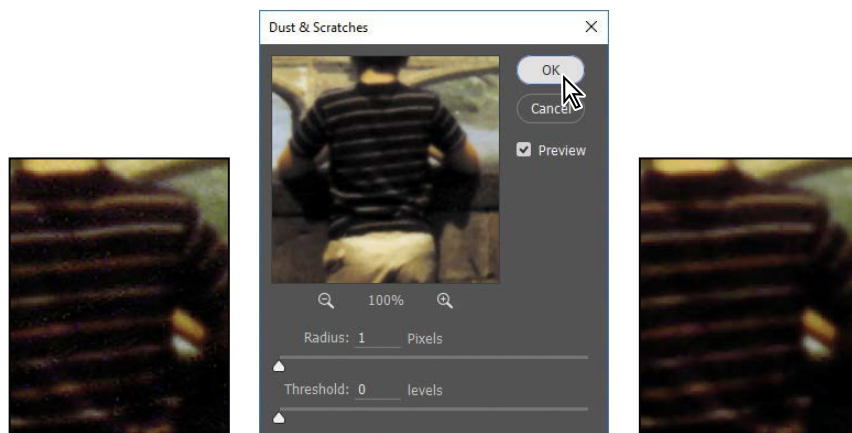 Dust & Scratches
OK
Cancel
Preview
100%
Radius: 1 Pixels
Threshold: 0 levels